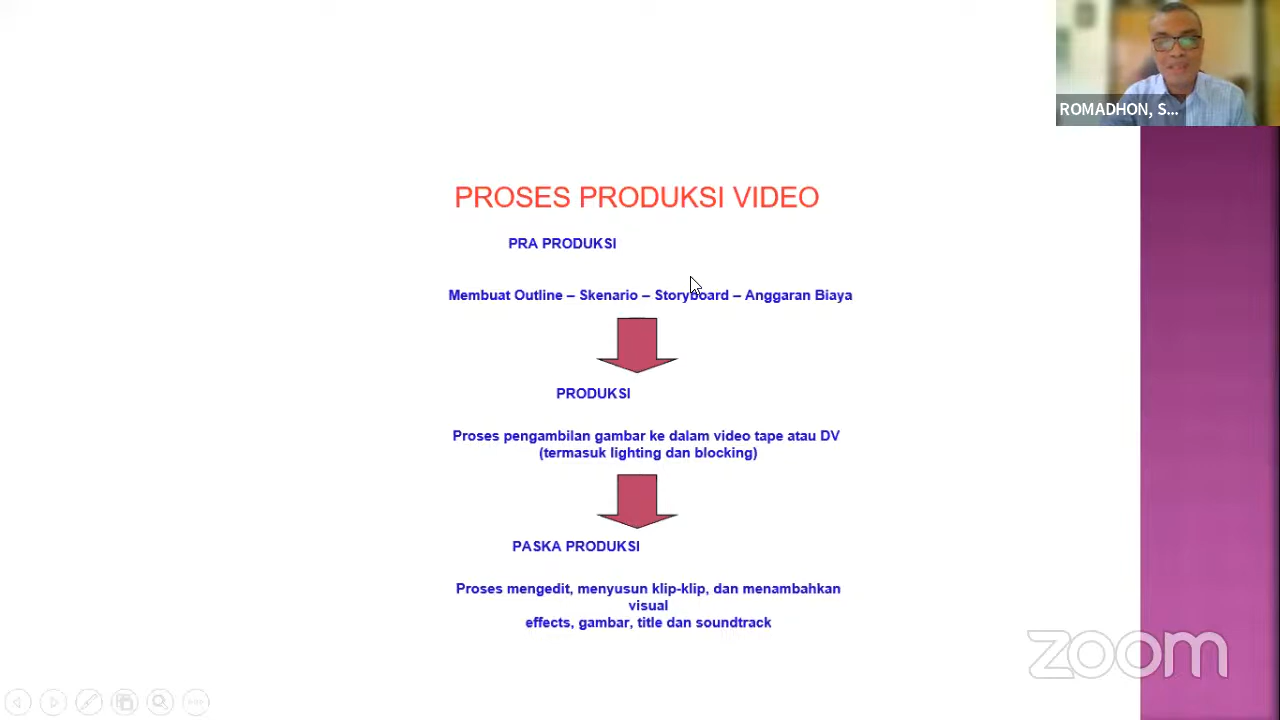 ROMADHON, S...
PROSES PRODUKSI VIDEO
PRA PRODUKSI
Membuat Outline – Skenario – Storyboard – Anggaran Biaya
PRODUKSI
Proses pengambilan gambar ke dalam video tape atau DV
(termasuk lighting dan blocking)
PASKA PRODUKSI
Proses mengedit, menyusun klip-klip, dan menambahkan
visual
effects, gambar, title dan soundtrack
zoom